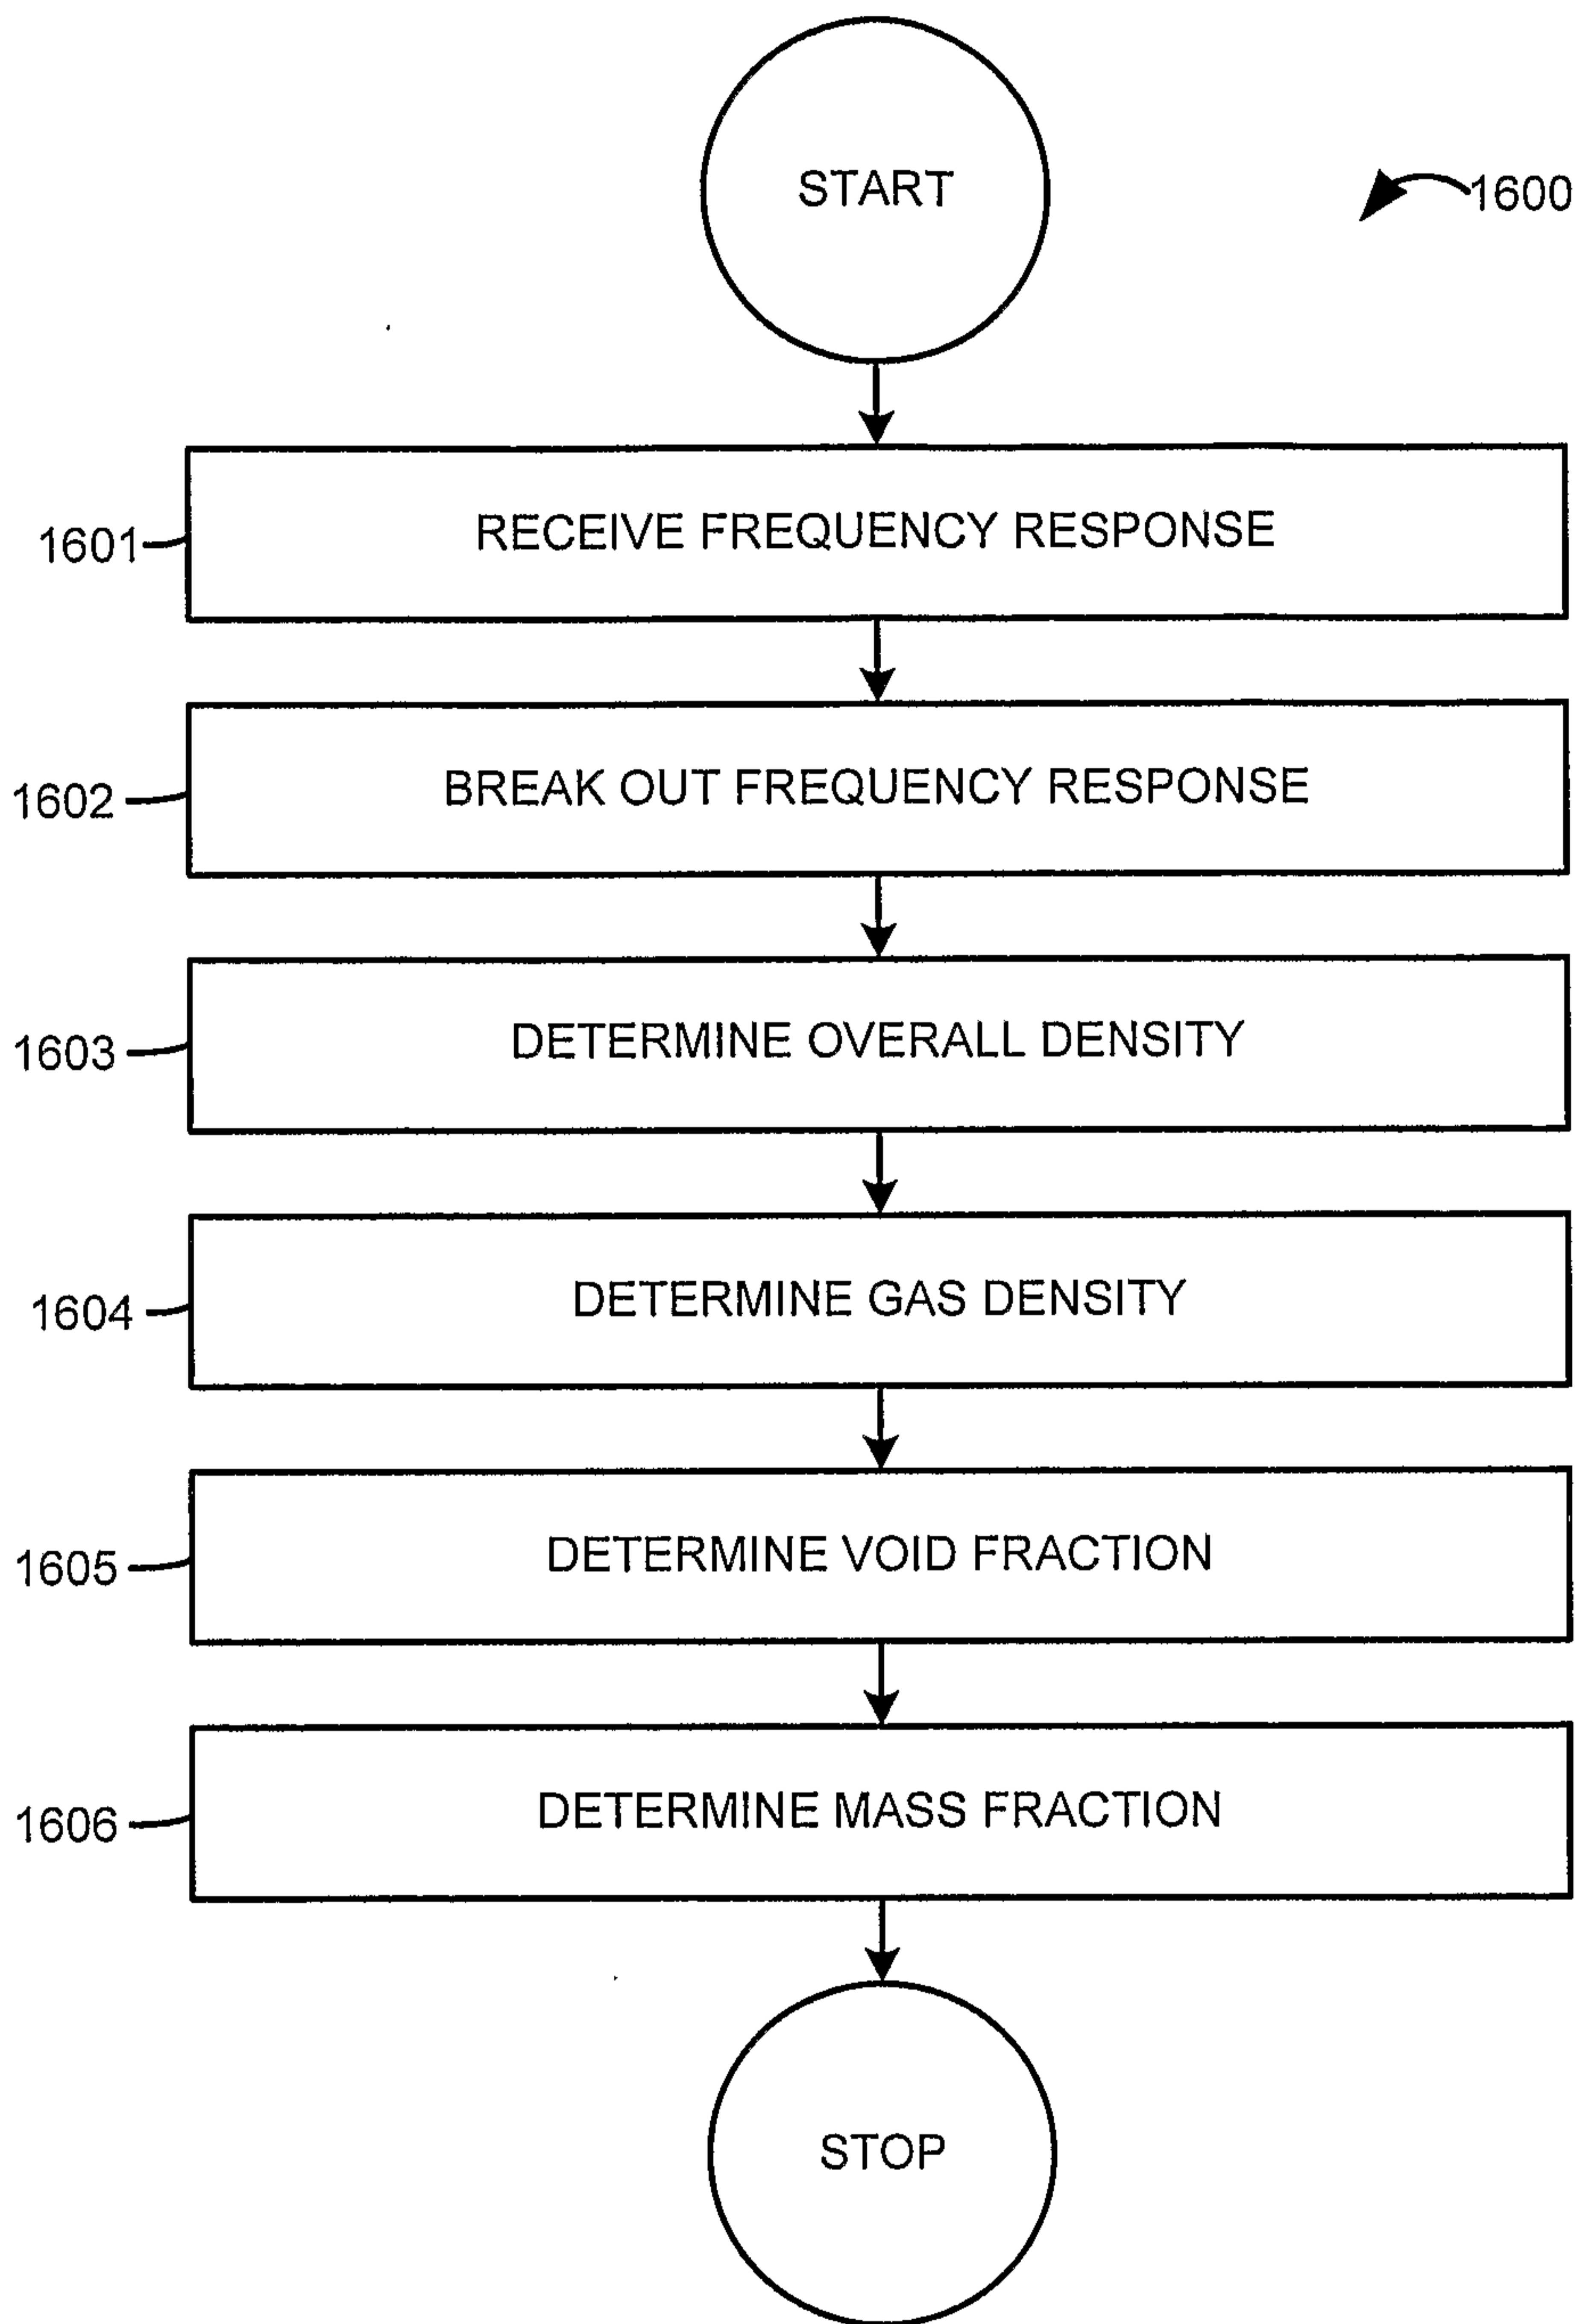 START
1600
1601
RECEIVE FREQUENCY RESPONSE
1602
BREAK OUT FREQUENCY RESPONSE
1603
DETERMINE OVERALL DENSITY
1604
DETERMINE GAS DENSITY
1605
DETERMINE VOID FRACTION
1606
DETERMINE MASS FRACTION
STOP